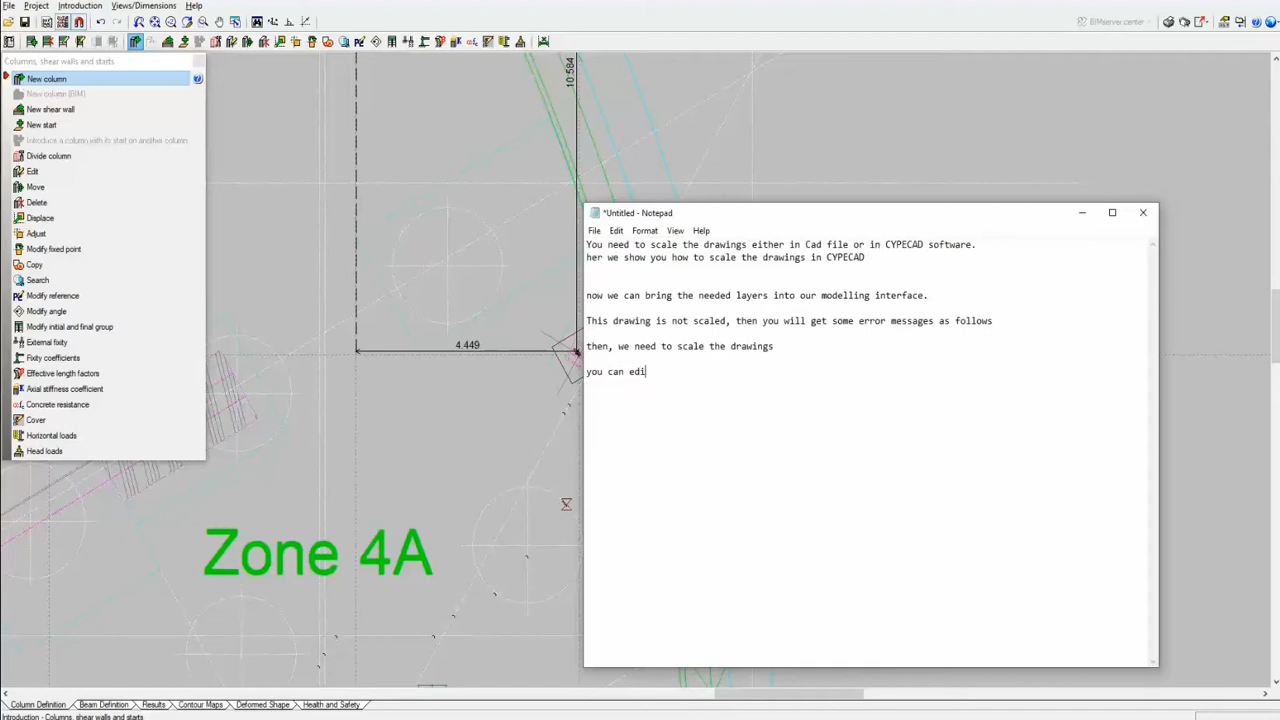 File Project Introduction Views/Dimensions Help
BIMserver.center
Columns, shear walls and starts
New column
New column (BIM)
New shear wall
New start
Introduce a column with its start on another column
Divide column
Edit
Move
Delete
Displace
Adjust
Modify fixed point
Copy
Search
Modify reference
Modify angle
Modify initial and final group
External fixity
Fixity coefficients
Effective length factors
Axial stiffness coefficient
Concrete resistance
Cover
Horizontal loads
Head loads
10.584
4.449
Zone 4A
*Untitled - Notepad
File Edit Format View Help
You need to scale the drawings either in Cad file or in CYPECAD software.
her we show you how to scale the drawings in CYPECAD
now we can bring the needed layers into our modelling interface.
This drawing is not scaled, then you will get some error messages as follows
then, we need to scale the drawings
you can edi
Column Definition Beam Definition Results Contour Maps Deformed Shape Health and Safety
Introduction - Columns, shear walls and starts